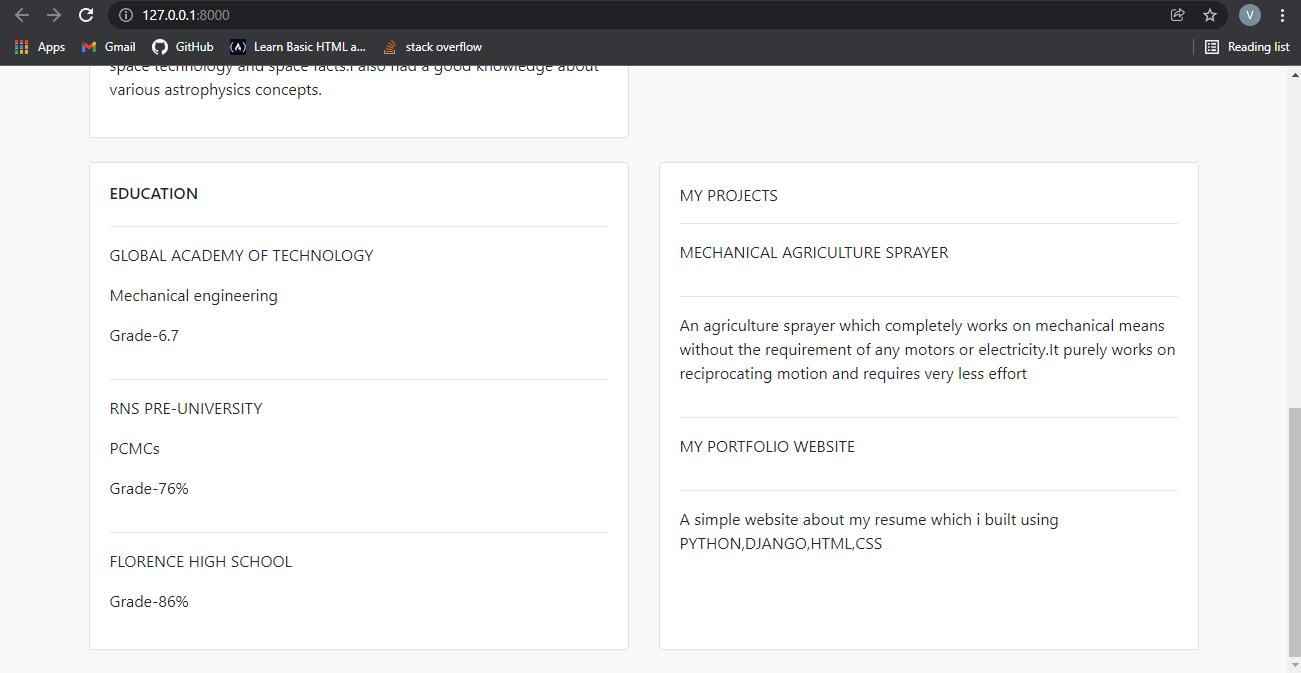 127.0.0.1:8000
V
Apps
Gmail
GitHub
Learn Basic HTML a...
stack overflow
Reading list
space technology and space facts.I also had a good knowledge about
various astrophysics concepts.
EDUCATION
GLOBAL ACADEMY OF TECHNOLOGY
Mechanical engineering
Grade-6.7
RNS PRE-UNIVERSITY
PCMCs
Grade-76%
FLORENCE HIGH SCHOOL
Grade-86%
MY PROJECTS
MECHANICAL AGRICULTURE SPRAYER
An agriculture sprayer which completely works on mechanical means
without the requirement of any motors or electricity.It purely works on
reciprocating motion and requires very less effort
MY PORTFOLIO WEBSITE
A simple website about my resume which i built using
PYTHON,DJANGO,HTML,CSS